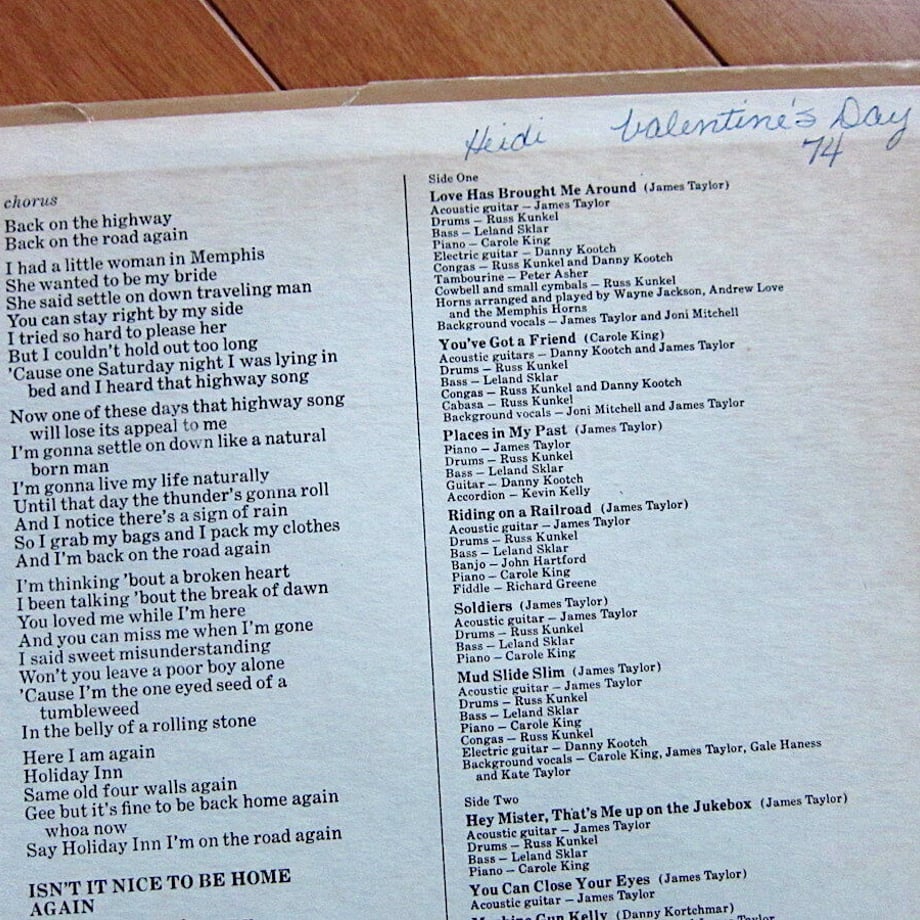 Heidi Valentine's Day
74
chorus
Back on the highway
Back on the road again
I had a little woman in Memphis
She wanted to be my bride
She said settle on down traveling man
You can stay right by my side
I tried so hard to please her
But I couldn't hold out too long
'Cause one Saturday night I was lying in
bed and I heard that highway song
Now one of these days that highway song
will lose its appeal to me
I'm gonna settle on down like a natural
born man
I'm gonna live my life naturally
Until that day the thunder's gonna roll
And I notice there's a sign of rain
So I grab my bags and I pack my clothes
And I'm back on the road again
I'm thinking 'bout a broken heart
I been talking 'bout the break of dawn
You loved me while I'm here
And you can miss me when I'm gone
I said sweet misunderstanding
Won't you leave a poor boy alone
'Cause I'm the one eyed seed of a
tumbleweed
In the belly of a rolling stone
Here I am again
Holiday Inn
Same old four walls again
Gee but it's fine to be back home again
whoa now
Say Holiday Inn I'm on the road again
ISN'T IT NICE TO BE HOME
AGAIN
Side One
Love Has Brought Me Around (James Taylor)
Acoustic guitar – James Taylor
Drums – Russ Kunkel
Bass – Leland Sklar
Piano – Carole King
Electric guitar – Danny Kootch
Congas – Russ Kunkel and Danny Kootch
Tambourine – Peter Asher
Cowbell and small cymbals – Russ Kunkel
Horns arranged and played by Wayne Jackson, Andrew Love
and the Memphis Horns
Background vocals – James Taylor and Joni Mitchell
You've Got a Friend (Carole King)
Acoustic guitars – Danny Kootch and James Taylor
Drums – Russ Kunkel
Bass – Leland Sklar
Congas – Russ Kunkel and Danny Kootch
Cabasa – Russ Kunkel
Background vocals – Joni Mitchell and James Taylor
Places in My Past (James Taylor)
Piano – James Taylor
Drums – Russ Kunkel
Bass – Leland Sklar
Guitar – Danny Kootch
Accordion – Kevin Kelly
Riding on a Railroad (James Taylor)
Acoustic guitar – James Taylor
Drums – Russ Kunkel
Bass – Leland Sklar
Banjo – John Hartford
Piano – Carole King
Fiddle – Richard Greene
Soldiers (James Taylor)
Acoustic guitar – James Taylor
Drums – Russ Kunkel
Bass – Leland Sklar
Piano – Carole King
Mud Slide Slim (James Taylor)
Acoustic guitar – James Taylor
Drums – Russ Kunkel
Bass – Leland Sklar
Piano – Carole King
Congas – Russ Kunkel
Electric guitar – Danny Kootch
Background vocals – Carole King, James Taylor, Gale Haness
and Kate Taylor
Side Two
Hey Mister, That's Me up on the Jukebox (James Taylor)
Acoustic guitar – James Taylor
Drums – Russ Kunkel
Bass – Leland Sklar
Piano – Carole King
You Can Close Your Eyes (James Taylor)
Acoustic guitar – James Taylor
Machine Gun Kelly (Danny Kortchmar)